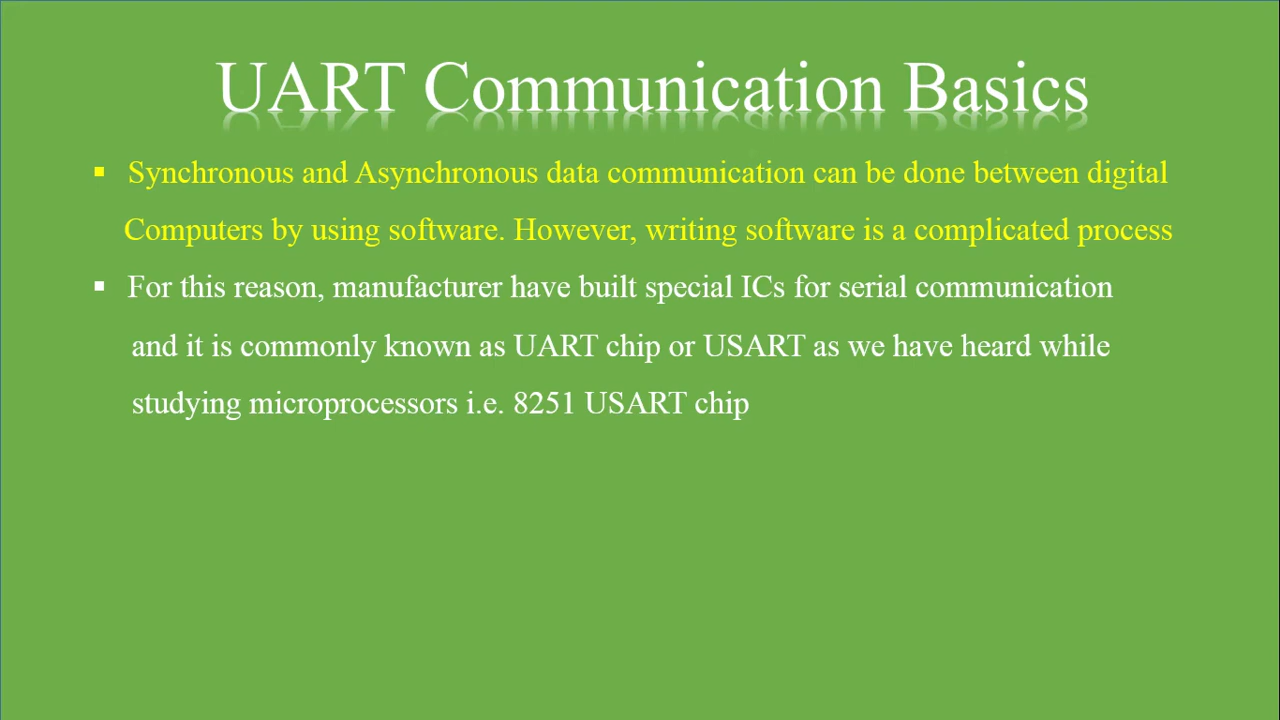 UART Communication Basics
▪ Synchronous and Asynchronous data communication can be done between digital
Computers by using software. However, writing software is a complicated process
▪ For this reason, manufacturer have built special ICs for serial communication
and it is commonly known as UART chip or USART as we have heard while
studying microprocessors i.e. 8251 USART chip